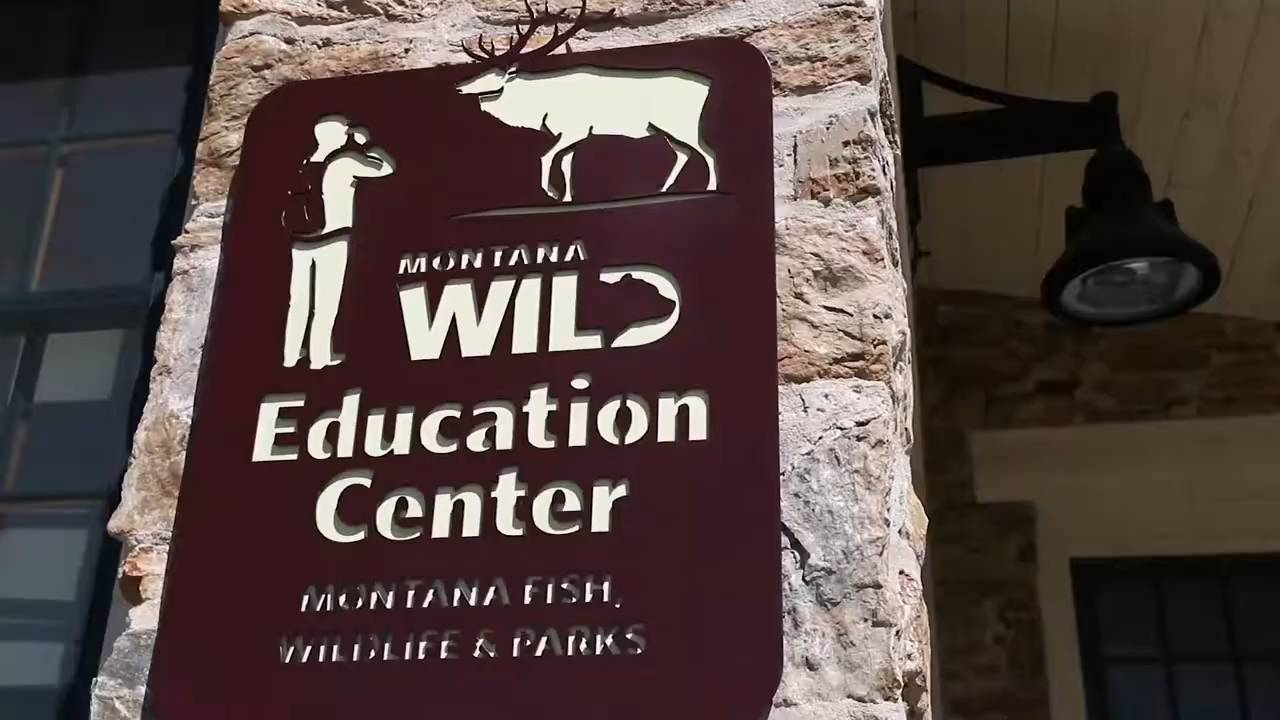 MONTANA
WILD
Education
Center
MONTANA FISH,
WILDLIFE & PARKS